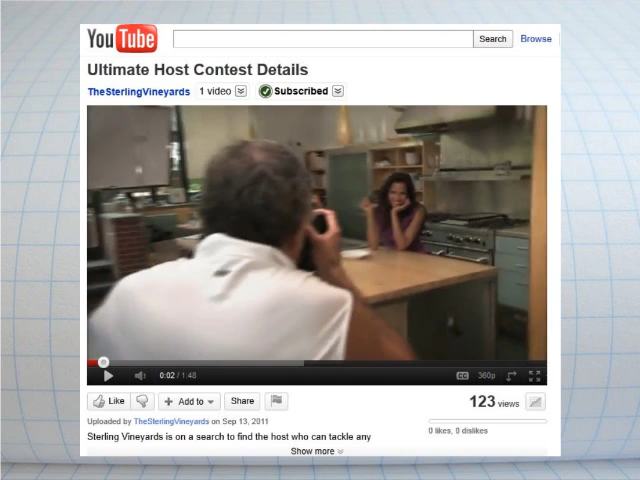 YouTube Search Browse
Ultimate Host Contest Details
TheSterlingVineyards 1 video Subscribed
0:02 / 1:48 CC 360p
Like + Add to Share 123 views
Uploaded by TheSterlingVineyards on Sep 13, 2011
0 likes, 0 dislikes
Sterling Vineyards is on a search to find the host who can tackle any
Show more